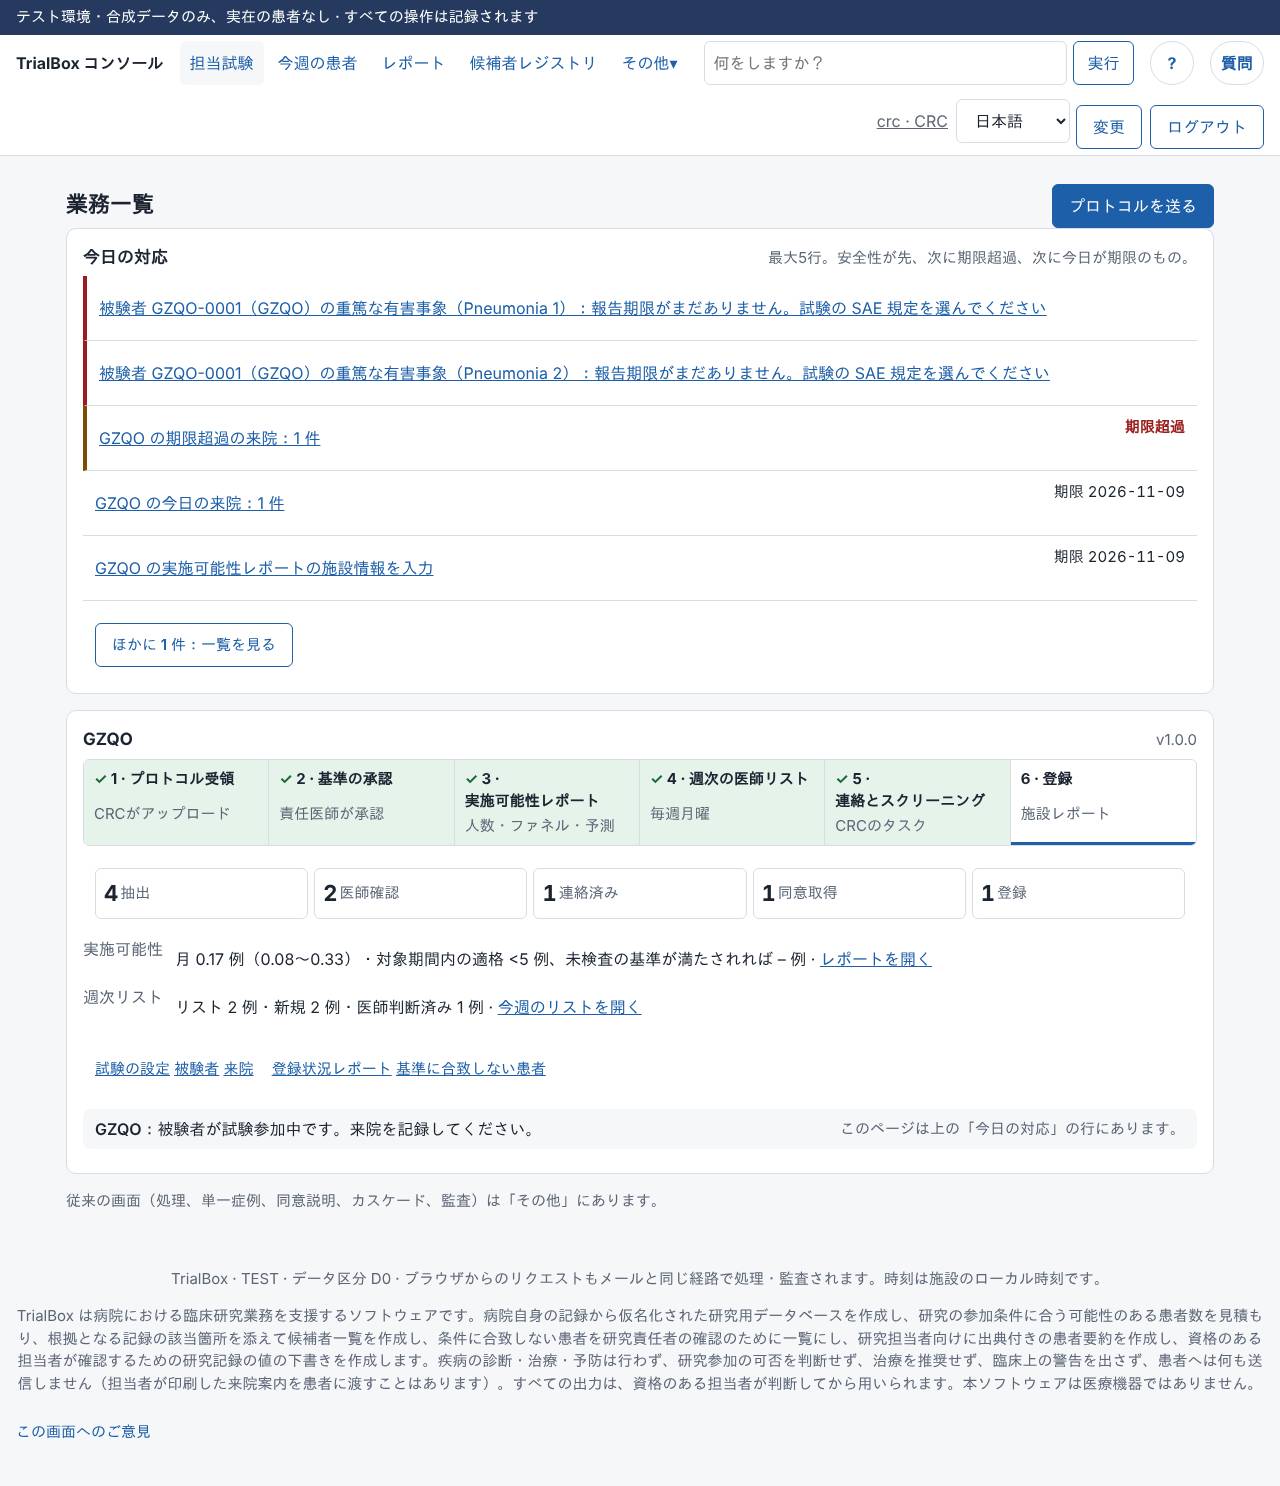 テスト環境・合成データのみ、実在の患者なし · すべての操作は記録されます
TrialBox コンソール
担当試験
今週の患者
レポート
候補者レジストリ
その他▾
何をしますか？
実行
?
質問
crc · CRC
日本語
変更
ログアウト
業務一覧
プロトコルを送る
今日の対応
最大5行。安全性が先、次に期限超過、次に今日が期限のもの。
被験者 GZQO-0001（GZQO）の重篤な有害事象（Pneumonia 1）：報告期限がまだありません。試験の SAE 規定を選んでください
被験者 GZQO-0001（GZQO）の重篤な有害事象（Pneumonia 2）：報告期限がまだありません。試験の SAE 規定を選んでください
GZQO の期限超過の来院：1 件
期限超過
GZQO の今日の来院：1 件
期限 2026-11-09
GZQO の実施可能性レポートの施設情報を入力
期限 2026-11-09
ほかに 1 件：一覧を見る
GZQO
v1.0.0
✓ 1 · プロトコル受領
CRCがアップロード
✓ 2 · 基準の承認
責任医師が承認
✓ 3 ·
実施可能性レポート
人数・ファネル・予測
✓ 4 · 週次の医師リスト
毎週月曜
✓ 5 ·
連絡とスクリーニング
CRCのタスク
6 · 登録
施設レポート
4 抽出
2 医師確認
1 連絡済み
1 同意取得
1 登録
実施可能性
月 0.17 例（0.08〜0.33）・対象期間内の適格 <5 例、未検査の基準が満たされれば – 例 · レポートを開く
週次リスト
リスト 2 例・新規 2 例・医師判断済み 1 例 · 今週のリストを開く
試験の設定 被験者 来院 登録状況レポート 基準に合致しない患者
GZQO：被験者が試験参加中です。来院を記録してください。
このページは上の「今日の対応」の行にあります。
従来の画面（処理、単一症例、同意説明、カスケード、監査）は「その他」にあります。
TrialBox · TEST · データ区分 D0 · ブラウザからのリクエストもメールと同じ経路で処理・監査されます。時刻は施設のローカル時刻です。
TrialBox は病院における臨床研究業務を支援するソフトウェアです。病院自身の記録から仮名化された研究用データベースを作成し、研究の参加条件に合う可能性のある患者数を見積も
り、根拠となる記録の該当箇所を添えて候補者一覧を作成し、条件に合致しない患者を研究責任者の確認のために一覧にし、研究担当者向けに出典付きの患者要約を作成し、資格のある
担当者が確認するための研究記録の値の下書きを作成します。疾病の診断・治療・予防は行わず、研究参加の可否を判断せず、治療を推奨せず、臨床上の警告を出さず、患者へは何も送
信しません（担当者が印刷した来院案内を患者に渡すことはあります）。すべての出力は、資格のある担当者が判断してから用いられます。本ソフトウェアは医療機器ではありません。
この画面へのご意見